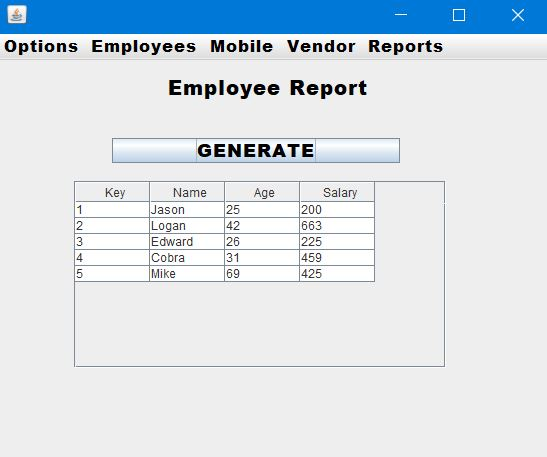 Options Employees Mobile Vendor Reports
Employee Report
GENERATE
Key Name Age Salary
1 Jason 25 200
2 Logan 42 663
3 Edward 26 225
4 Cobra 31 459
5 Mike 69 425